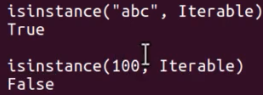 isinstance("abc", Iterable)
True
isinstance(100, Iterable)
False